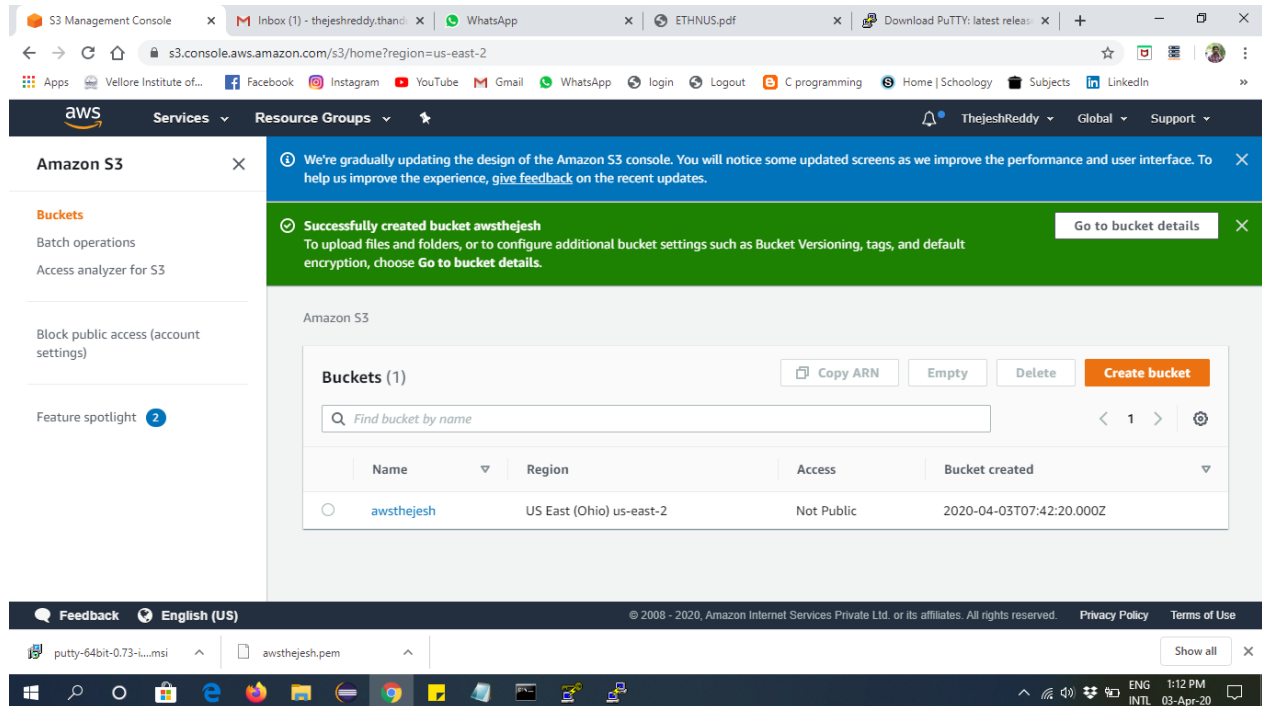 S3 Management Console
Inbox (1) - thejeshreddy.thand
WhatsApp
ETHNUS.pdf
Download PuTTY: latest releas
s3.console.aws.amazon.com/s3/home?region=us-east-2
Apps
Vellore Institute of...
Facebook
Instagram
YouTube
Gmail
WhatsApp
login
Logout
C programming
Home | Schoology
Subjects
LinkedIn
»
aws
Services
Resource Groups
ThejeshReddy
Global
Support
Amazon S3
We're gradually updating the design of the Amazon S3 console. You will notice some updated screens as we improve the performance and user interface. To
help us improve the experience, give feedback on the recent updates.
Buckets
Batch operations
Access analyzer for S3
Block public access (account
settings)
Feature spotlight 2
Successfully created bucket awsthejesh
To upload files and folders, or to configure additional bucket settings such as Bucket Versioning, tags, and default
encryption, choose Go to bucket details.
Go to bucket details
Amazon S3
Buckets (1)
Copy ARN
Empty
Delete
Create bucket
Find bucket by name
1
Name
Region
Access
Bucket created
awsthejesh
US East (Ohio) us-east-2
Not Public
2020-04-03T07:42:20.000Z
Feedback
English (US)
© 2008 - 2020, Amazon Internet Services Private Ltd. or its affiliates. All rights reserved.
Privacy Policy
Terms of Use
putty-64bit-0.73-i....msi
awsthejesh.pem
Show all
ENG
INTL
1:12 PM
03-Apr-20